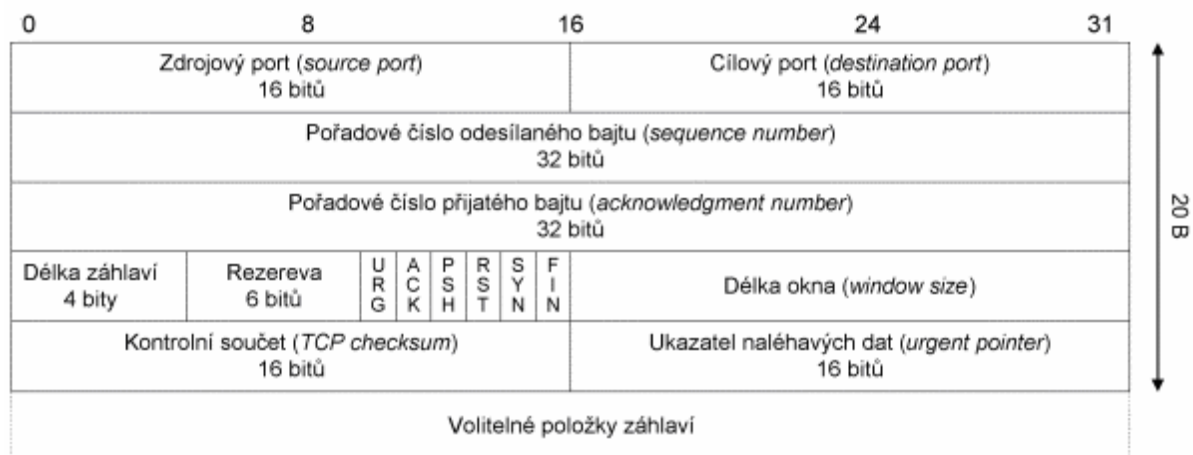 0 8 16 24 31
Zdrojový port (source port) Cílový port (destination port)
16 bitů 16 bitů
Pořadové číslo odesílaného bajtu (sequence number)
32 bitů
Pořadové číslo přijatého bajtu (acknowledgment number)
32 bitů
20 B
Délka záhlaví Rezereva URG ACK PSH RST SYN FIN Délka okna (window size)
4 bity 6 bitů
Kontrolní součet (TCP checksum) Ukazatel naléhavých dat (urgent pointer)
16 bitů 16 bitů
Volitelné položky záhlaví